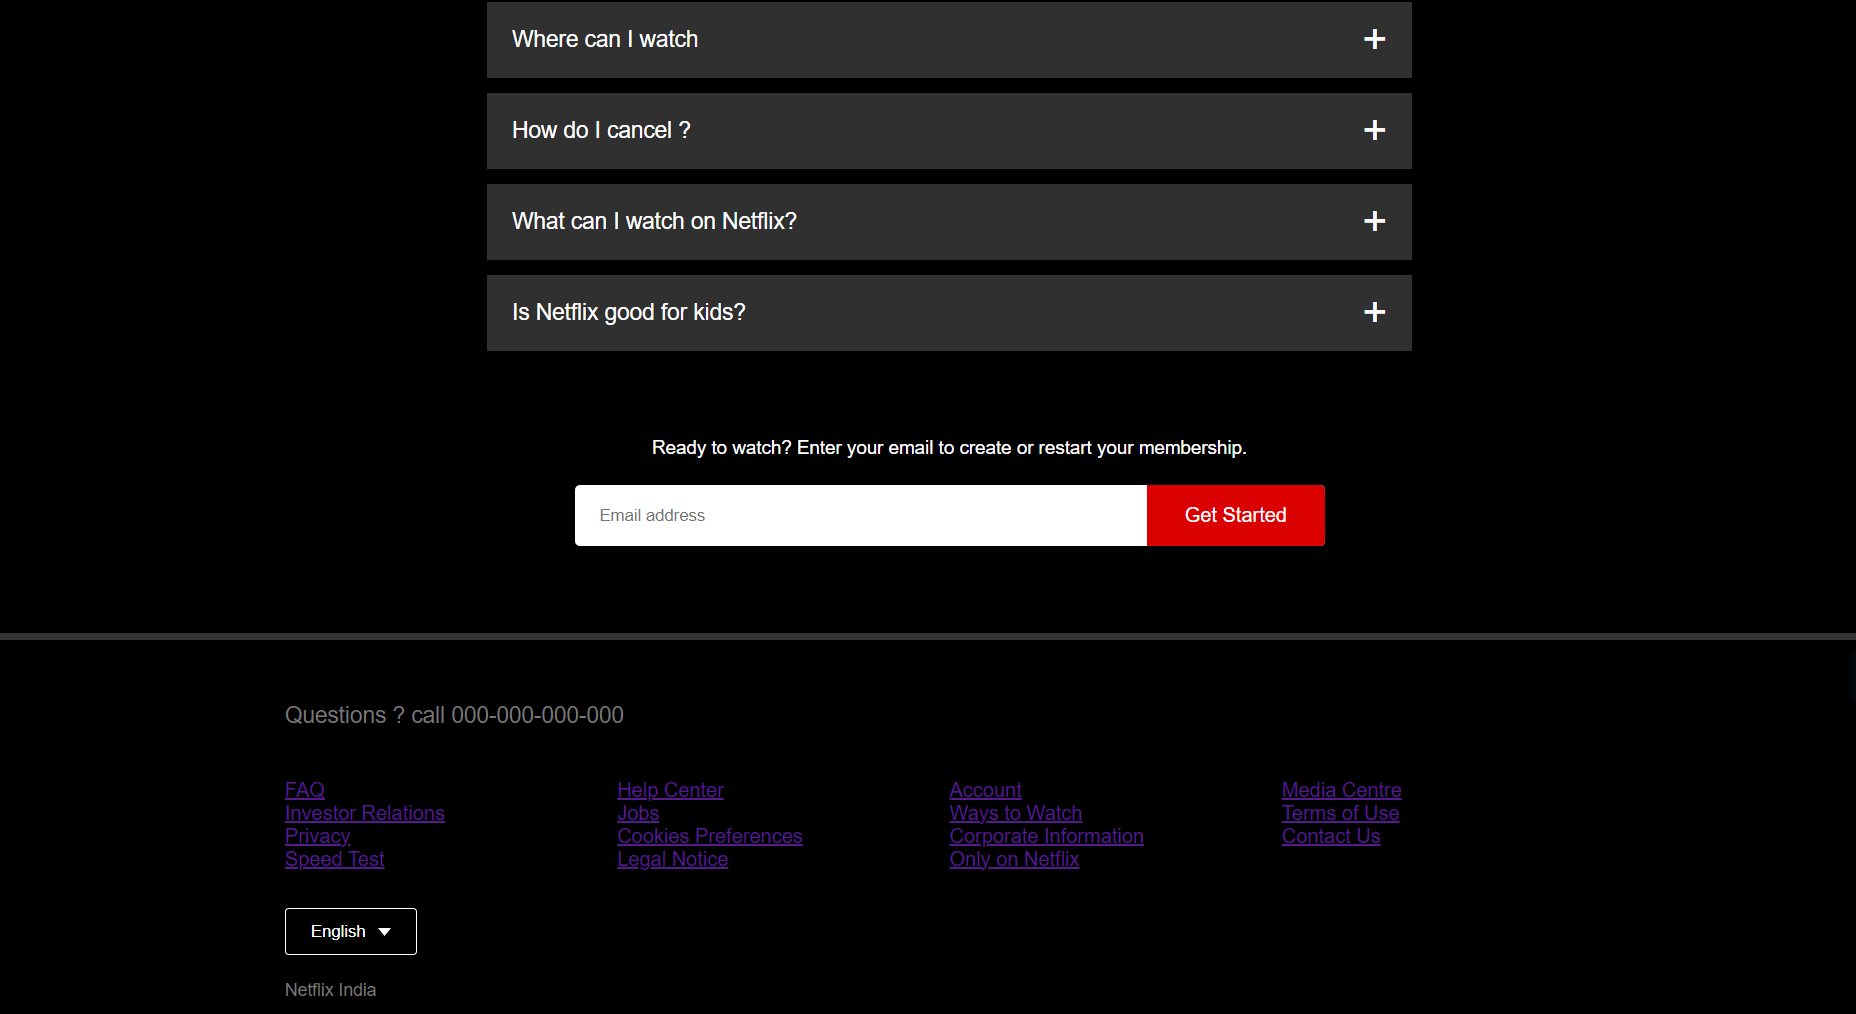 Where can I watch
How do I cancel ?
What can I watch on Netflix?
Is Netflix good for kids?
Ready to watch? Enter your email to create or restart your membership.
Email address
Get Started
Questions ? call 000-000-000-000
FAQ
Investor Relations
Privacy
Speed Test
Help Center
Jobs
Cookies Preferences
Legal Notice
Account
Ways to Watch
Corporate Information
Only on Netflix
Media Centre
Terms of Use
Contact Us
English
Netflix India